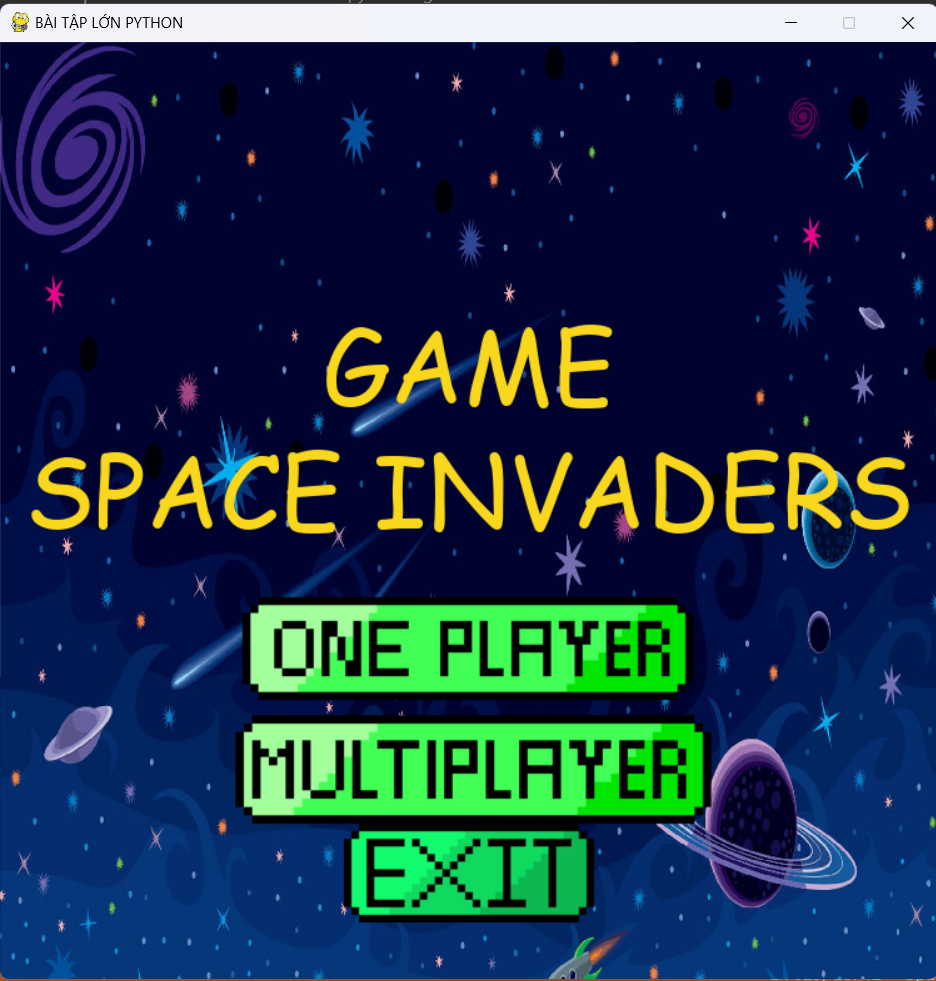 BÀI TẬP LỚN PYTHON
GAME
SPACE INVADERS
ONE PLAYER
MULTIPLAYER
EXIT